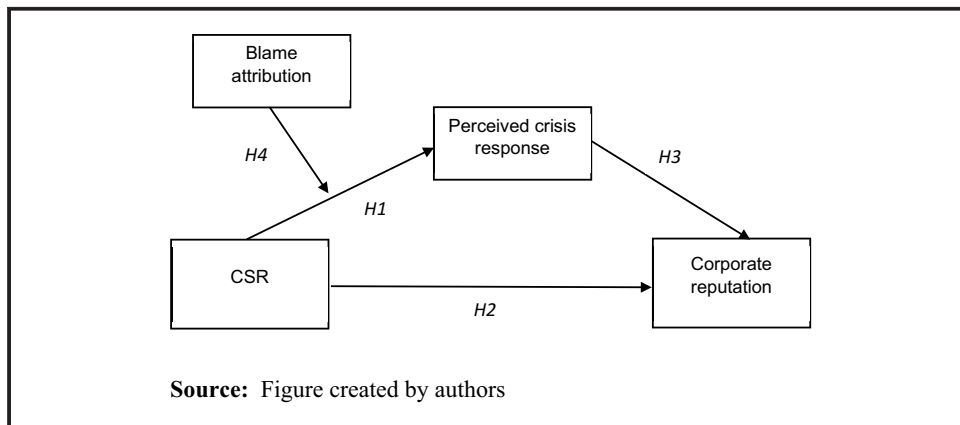 Blame
attribution
Perceived crisis
response
H4
H3
H1
CSR
Corporate
reputation
H2
Source: Figure created by authors